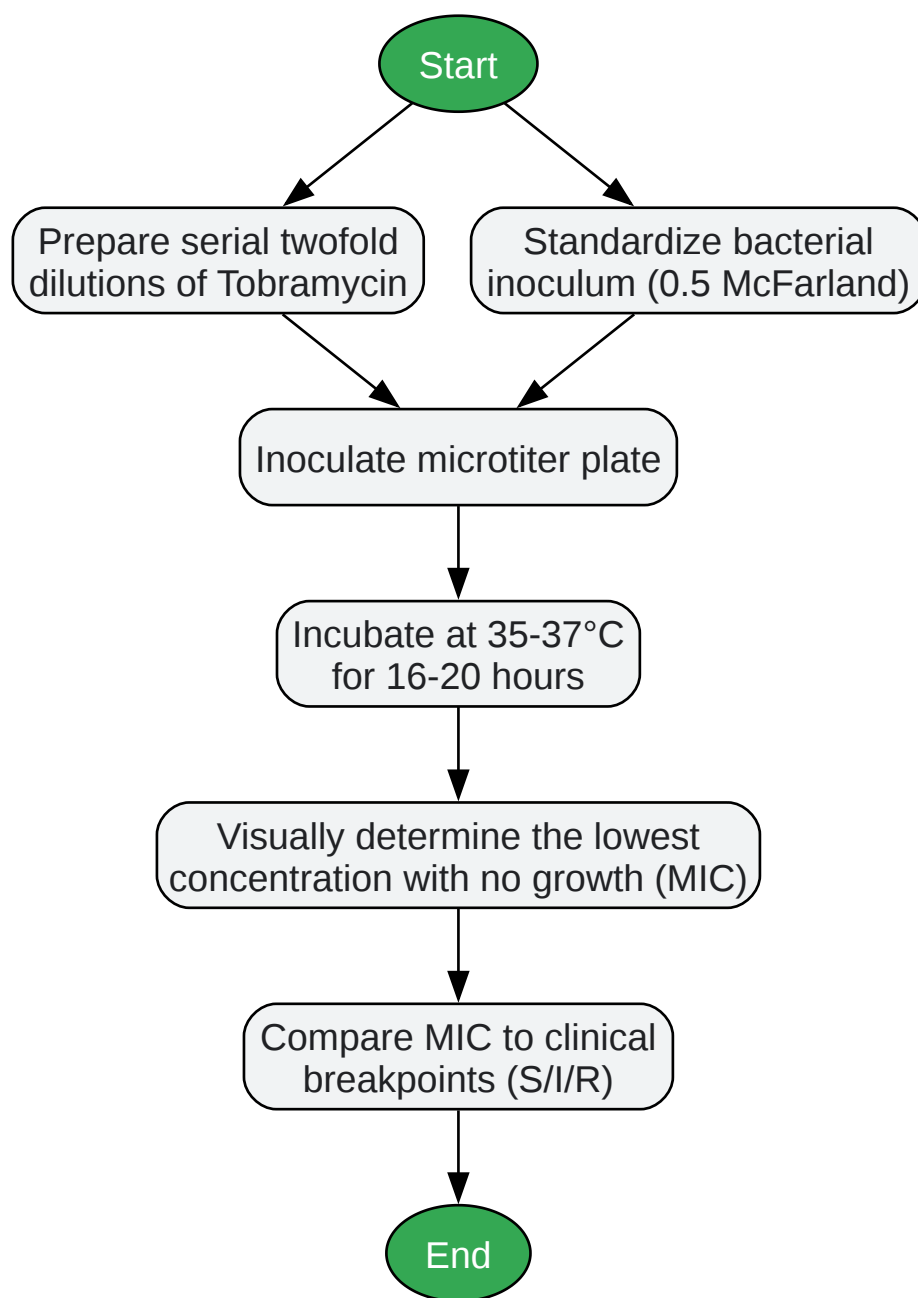 Start
Prepare serial twofold
dilutions of Tobramycin
Standardize bacterial
inoculum (0.5 McFarland)
Inoculate microtiter plate
Incubate at 35-37°C
for 16-20 hours
Visually determine the lowest
concentration with no growth (MIC)
Compare MIC to clinical
breakpoints (S/I/R)
End